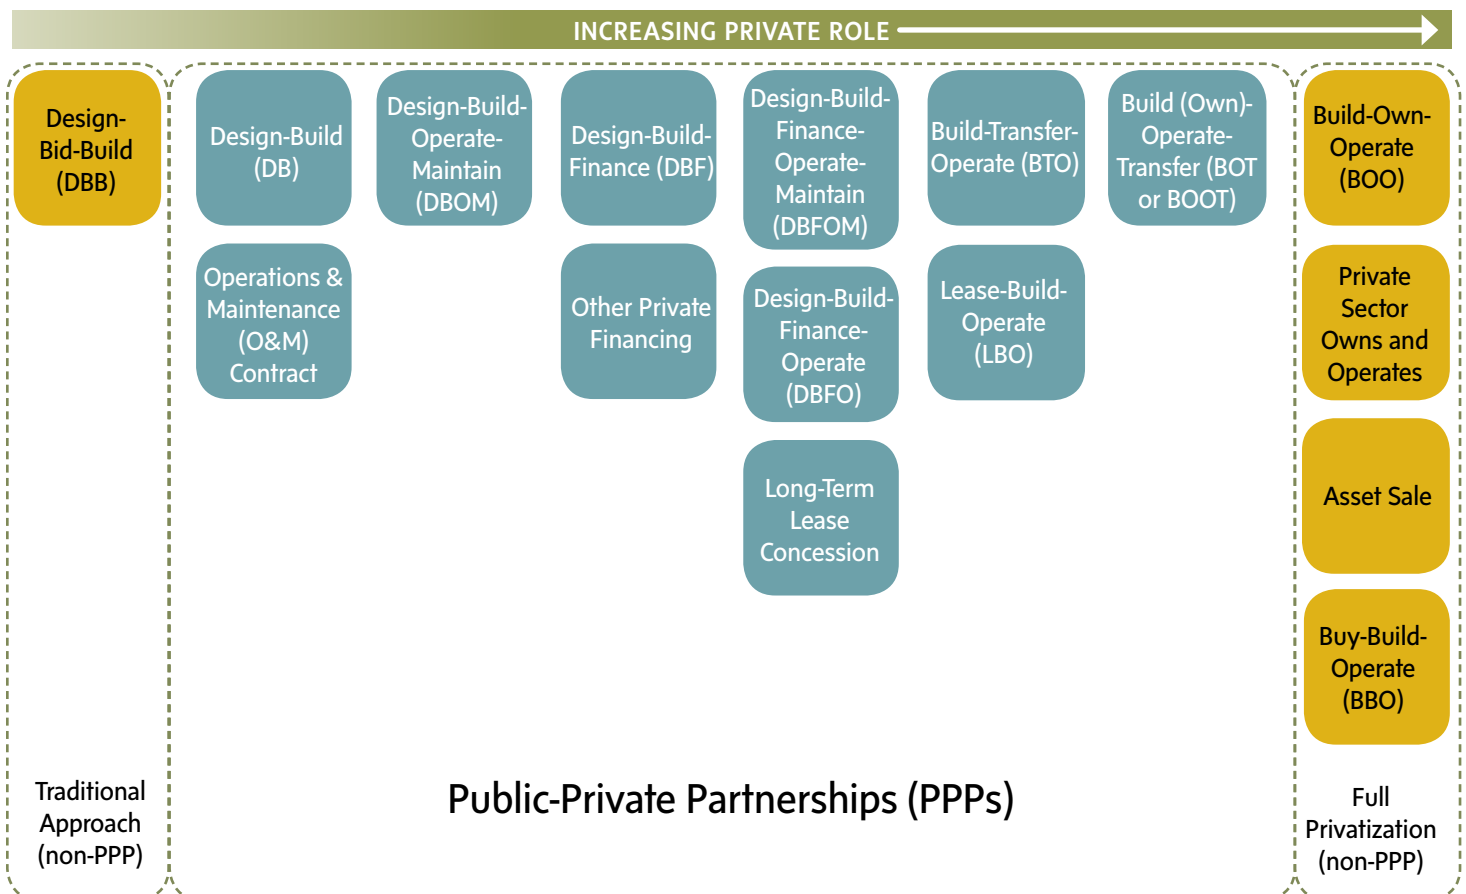 INCREASING PRIVATE ROLE
Design-
Bid-Build
(DBB)
Traditional
Approach
(non-PPP)
Design-Build
(DB)
Operations &
Maintenance
(O&M)
Contract
Design-Build-
Operate-
Maintain
(DBOM)
Design-Build-
Finance (DBF)
Other Private
Financing
Design-Build-
Finance-
Operate-
Maintain
(DBFOM)
Design-Build-
Finance-
Operate
(DBFO)
Long-Term
Lease
Concession
Build-Transfer-
Operate (BTO)
Lease-Build-
Operate
(LBO)
Build (Own)-
Operate-
Transfer (BOT
or BOOT)
Public-Private Partnerships (PPPs)
Build-Own-
Operate
(BOO)
Private
Sector
Owns and
Operates
Asset Sale
Buy-Build-
Operate
(BBO)
Full
Privatization
(non-PPP)